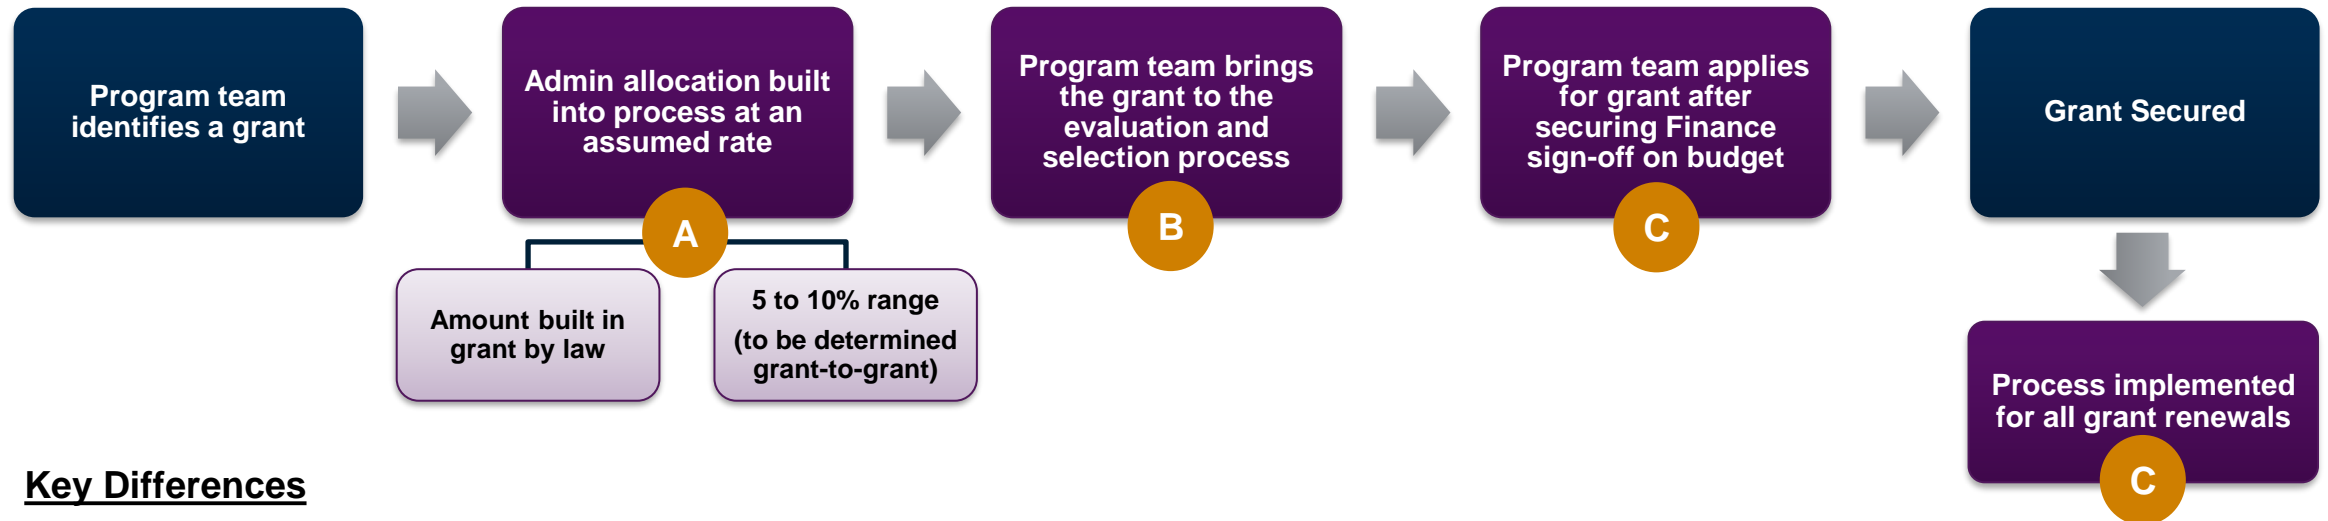 Program team
identifies a grant
Admin allocation built
into process at an
assumed rate
Program team brings
the grant to the
evaluation and
selection process
Program team applies
for grant after
securing Finance
sign-off on budget
Grant Secured
A
B
C
Amount built in
grant by law
5 to 10% range
(to be determined
grant-to-grant)
Process implemented
for all grant renewals
C
Key Differences